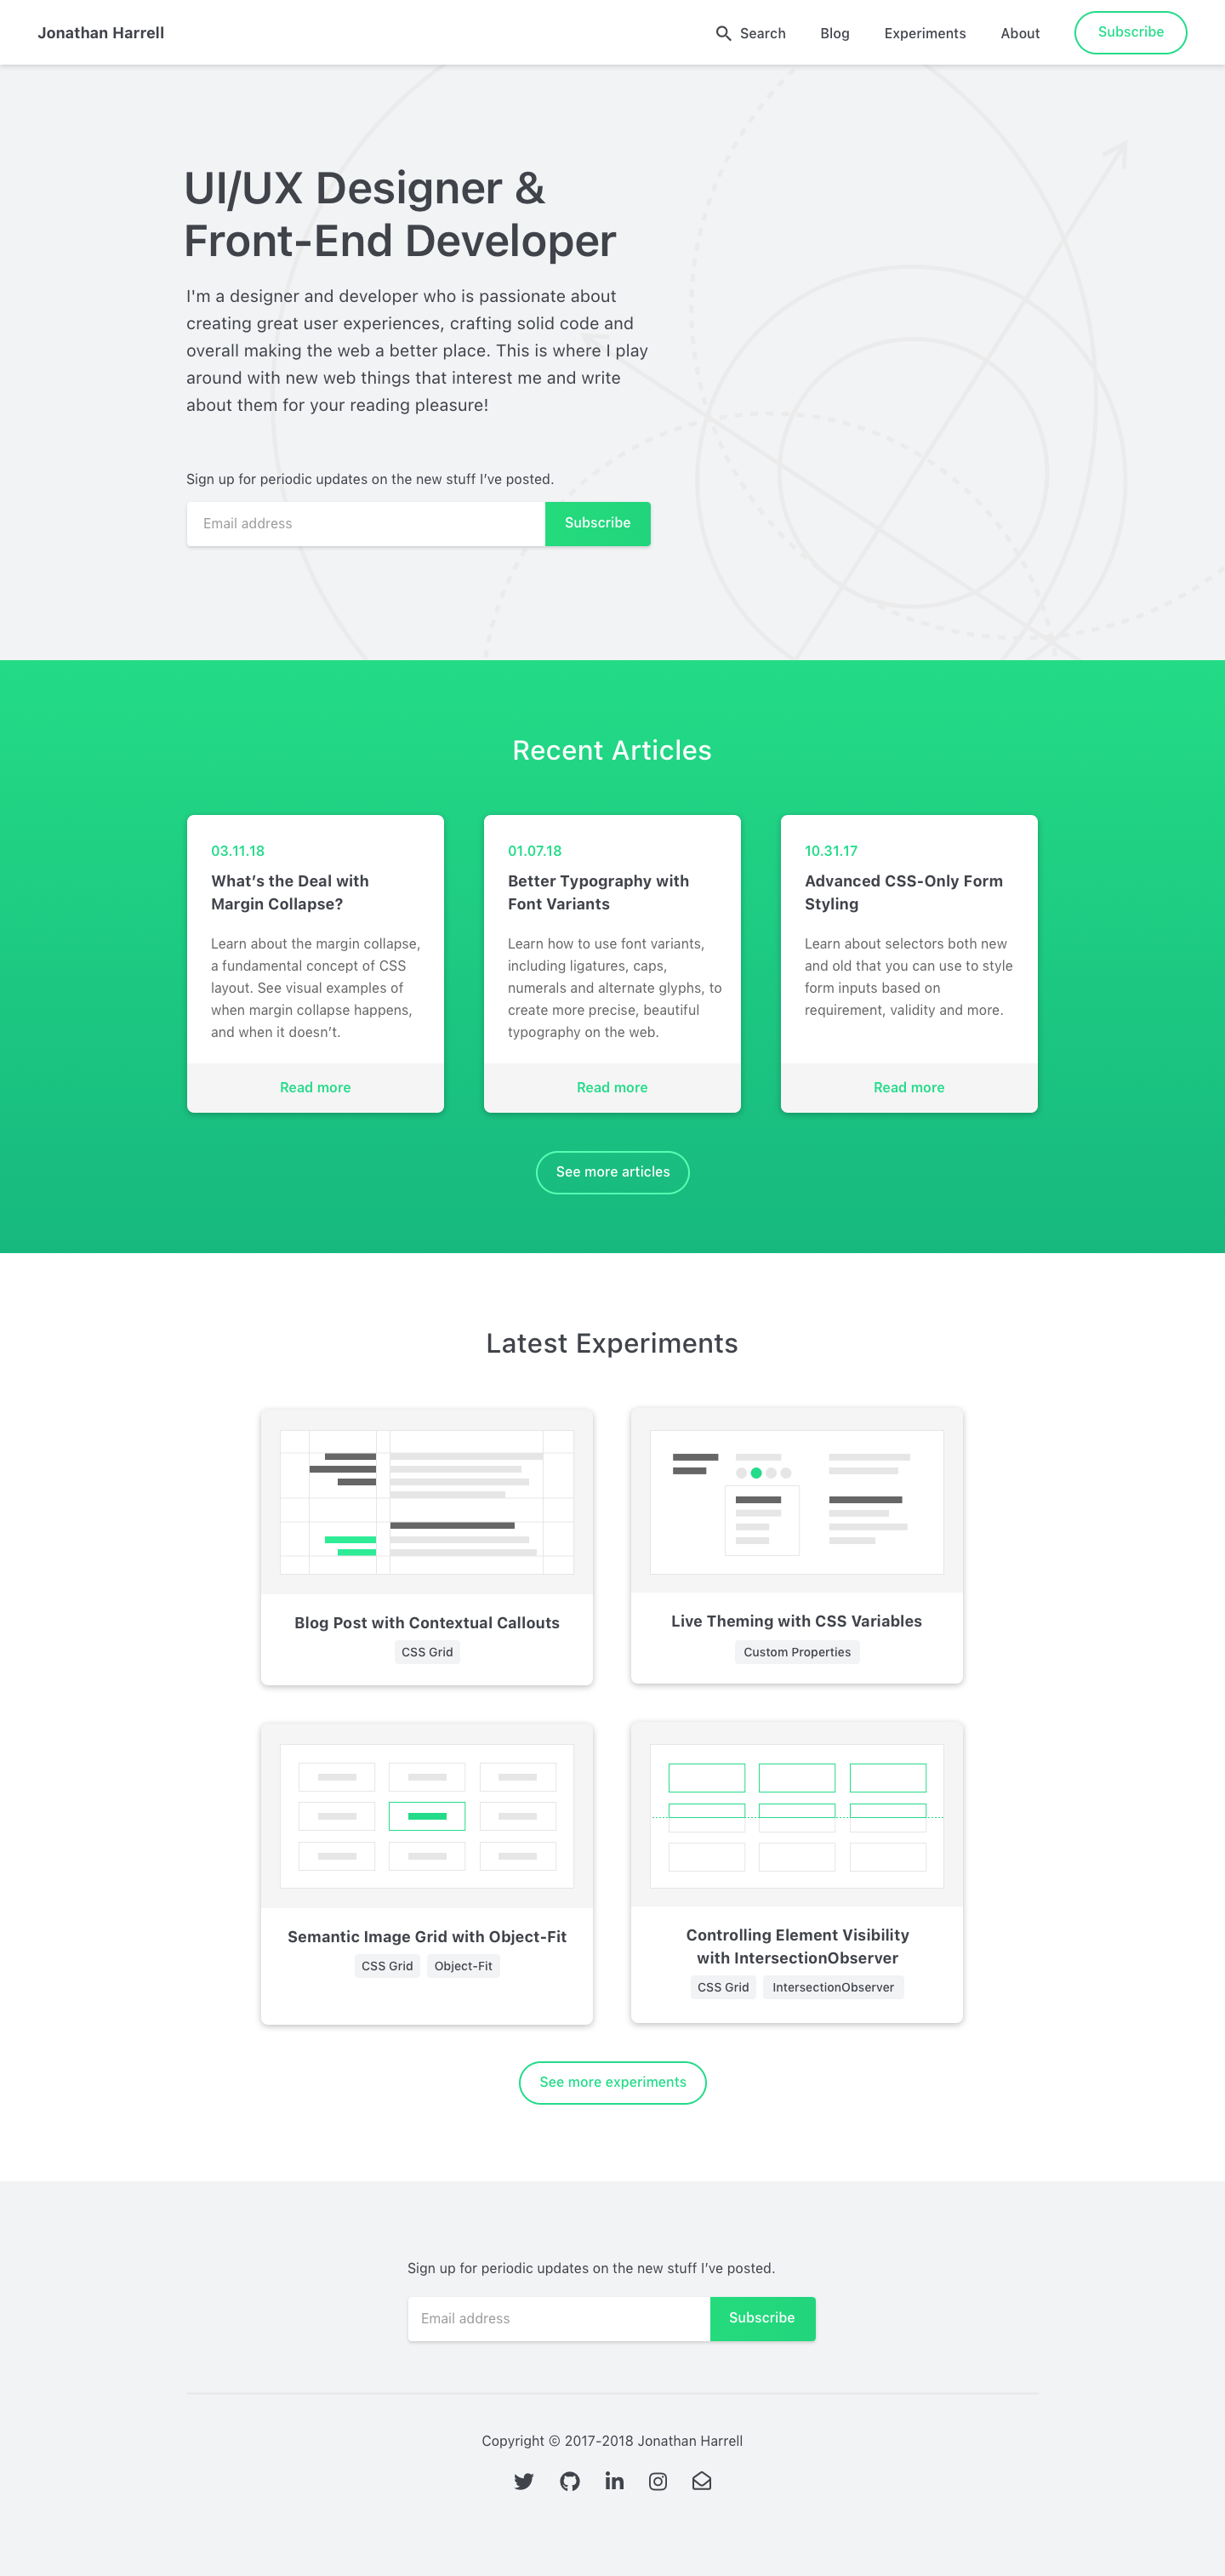 Jonathan Harrell
Search
Blog
Experiments
About
Subscribe
UI/UX Designer &
Front-End Developer
I'm a designer and developer who is passionate about
creating great user experiences, crafting solid code and
overall making the web a better place. This is where I play
around with new web things that interest me and write
about them for your reading pleasure!
Sign up for periodic updates on the new stuff I’ve posted.
Email address
Subscribe
Recent Articles
03.11.18
What’s the Deal with
Margin Collapse?
Learn about the margin collapse,
a fundamental concept of CSS
layout. See visual examples of
when margin collapse happens,
and when it doesn’t.
Read more
01.07.18
Better Typography with
Font Variants
Learn how to use font variants,
including ligatures, caps,
numerals and alternate glyphs, to
create more precise, beautiful
typography on the web.
Read more
10.31.17
Advanced CSS-Only Form
Styling
Learn about selectors both new
and old that you can use to style
form inputs based on
requirement, validity and more.
Read more
See more articles
Latest Experiments
Blog Post with Contextual Callouts
CSS Grid
Live Theming with CSS Variables
Custom Properties
Semantic Image Grid with Object-Fit
CSS Grid
Object-Fit
Controlling Element Visibility
with IntersectionObserver
CSS Grid
IntersectionObserver
See more experiments
Sign up for periodic updates on the new stuff I’ve posted.
Email address
Subscribe
Copyright © 2017-2018 Jonathan Harrell